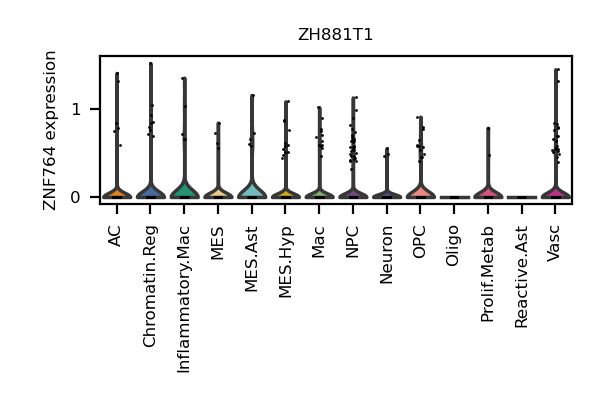 ZH881T1
ZNF764 expression
1
0
AC
Chromatin.Reg
Inflammatory.Mac
MES
MES.Ast
MES.Hyp
Mac
NPC
Neuron
OPC
Oligo
Prolif.Metab
Reactive.Ast
Vasc